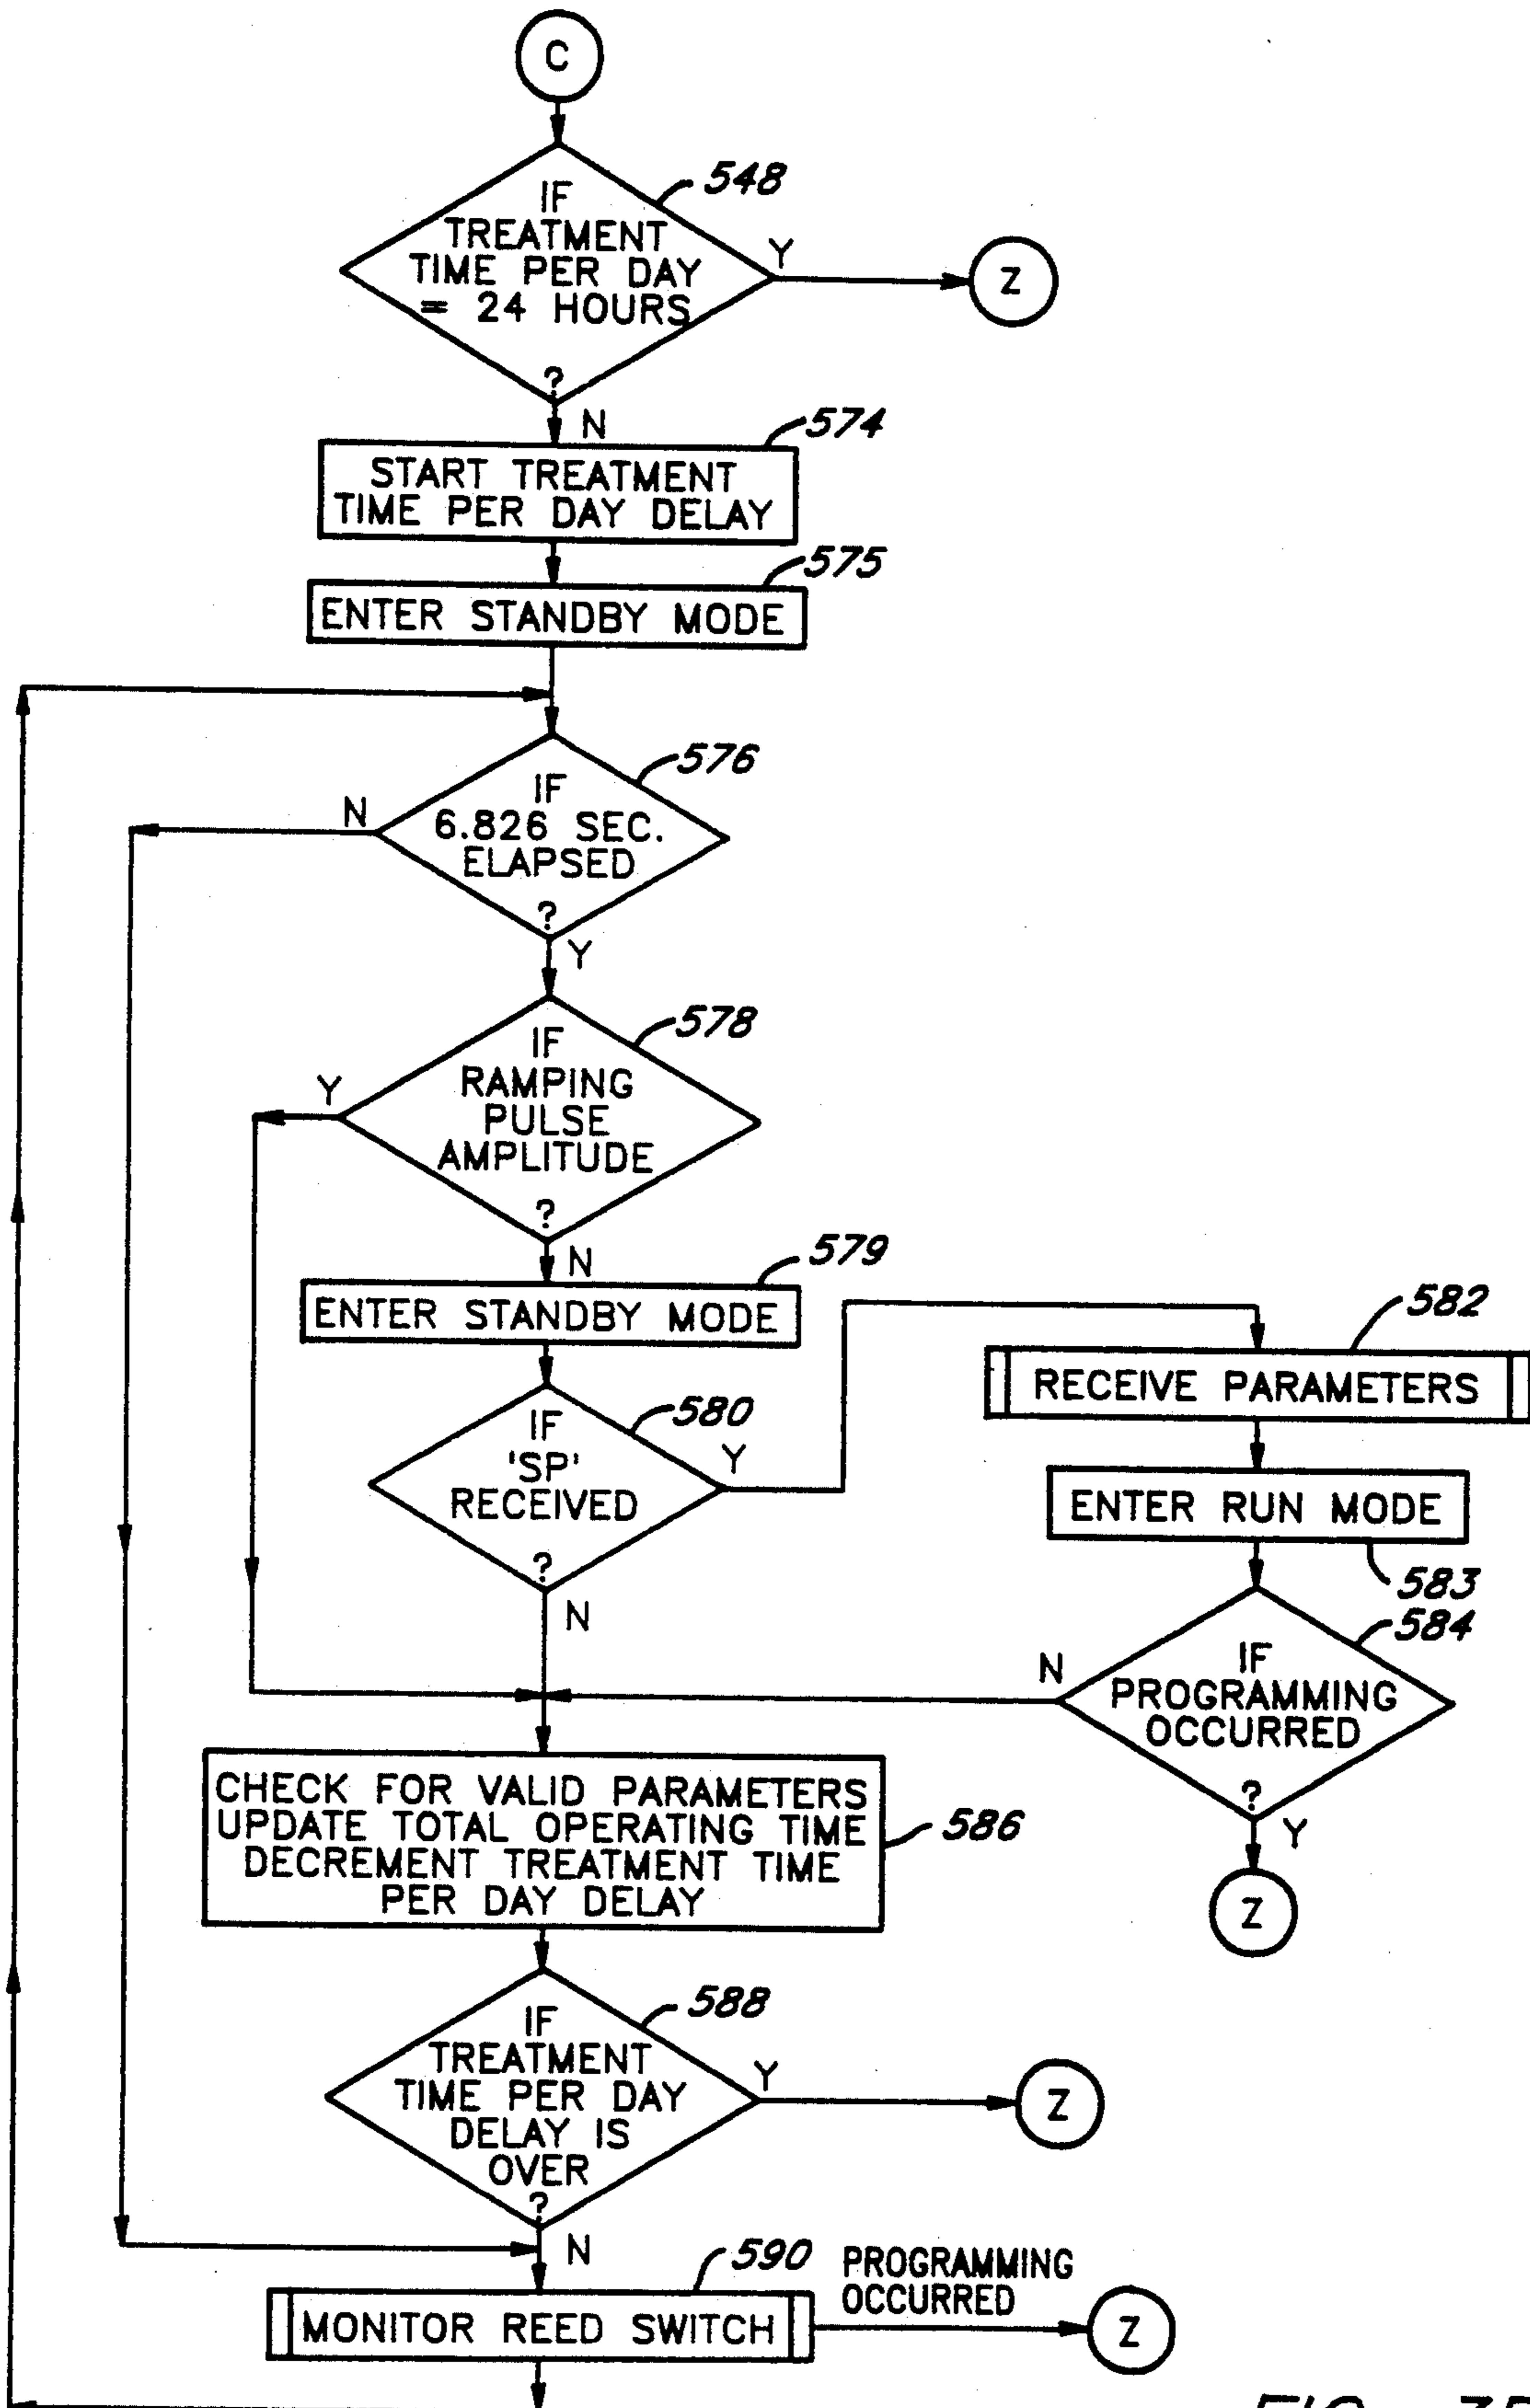 C
548
IF
TREATMENT
TIME PER DAY
= 24 HOURS
?
Y
Z
N
574
START TREATMENT
TIME PER DAY DELAY
575
ENTER STANDBY MODE
576
IF
6.826 SEC.
ELAPSED
?
N
Y
578
IF
RAMPING
PULSE
AMPLITUDE
?
Y
N
579
ENTER STANDBY MODE
580
IF
'SP'
RECEIVED
?
Y
N
582
RECEIVE PARAMETERS
ENTER RUN MODE
583
584
IF
PROGRAMMING
OCCURRED
?
N
Y
Z
CHECK FOR VALID PARAMETERS
UPDATE TOTAL OPERATING TIME
DECREMENT TREATMENT TIME
PER DAY DELAY
586
588
IF
TREATMENT
TIME PER DAY
DELAY IS
OVER
?
Y
Z
N
590
MONITOR REED SWITCH
PROGRAMMING
OCCURRED
Z